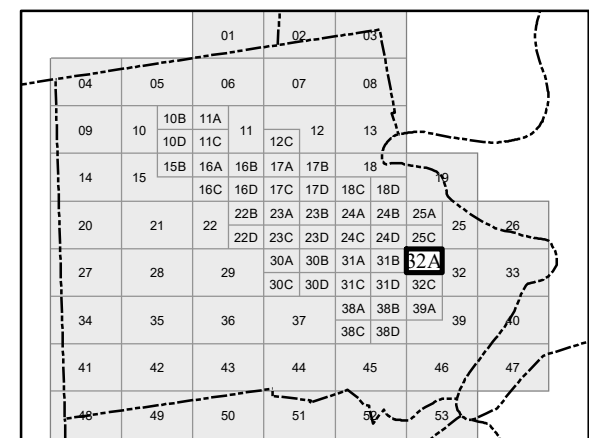 01 02 03
04 05 06 07 08
10B 11A
09 10 11 12 13
10D 11C 12C
15B 16A 16B 17A 17B 18
14 15 19
16C 16D 17C 17D 18C 18D
22B 23A 23B 24A 24B 25A
20 21 22 25 26
22D 23C 23D 24C 24D 25C
30A 30B 31A 31B 32A
27 28 29 32 33
30C 30D 31C 31D 32C
38A 38B 39A
34 35 36 37 39 40
38C 38D
41 42 43 44 45 46 47
48 49 50 51 52 53